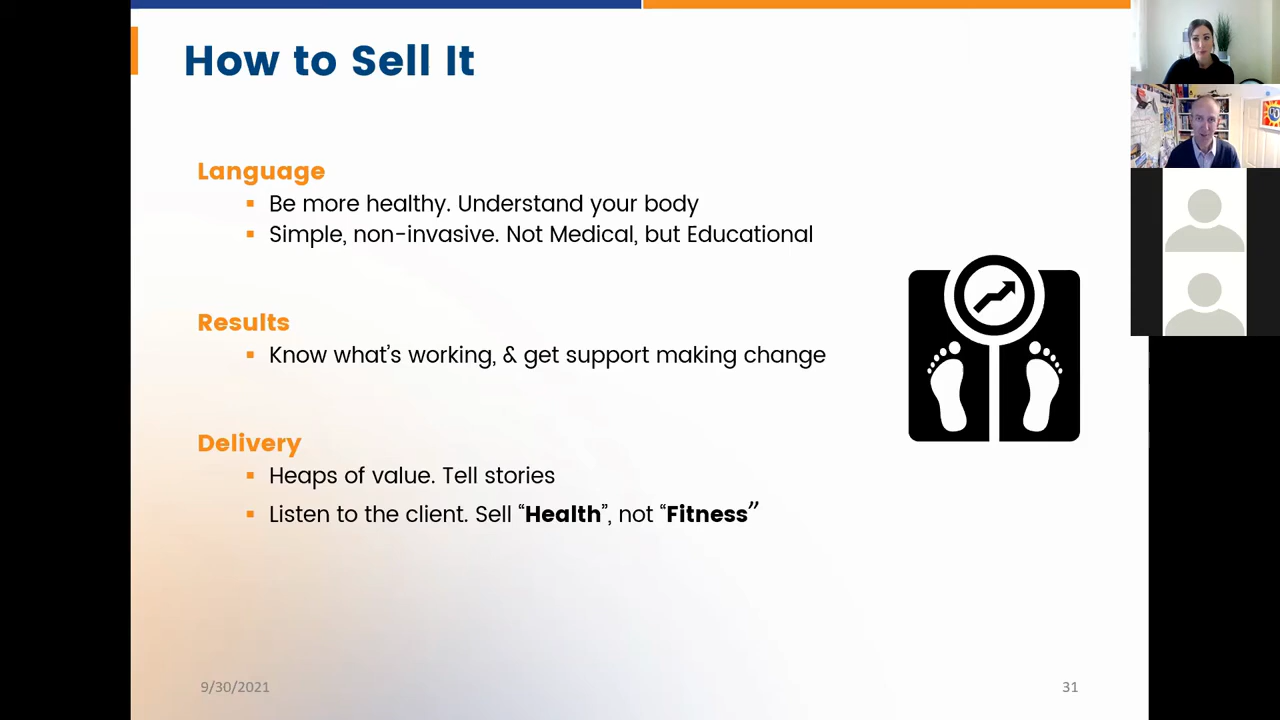 How to Sell It
Language
▪ Be more healthy. Understand your body
▪ Simple, non-invasive. Not Medical, but Educational
Results
▪ Know what’s working, & get support making change
Delivery
▪ Heaps of value. Tell stories
▪ Listen to the client. Sell “Health”, not “Fitness”
9/30/2021
31